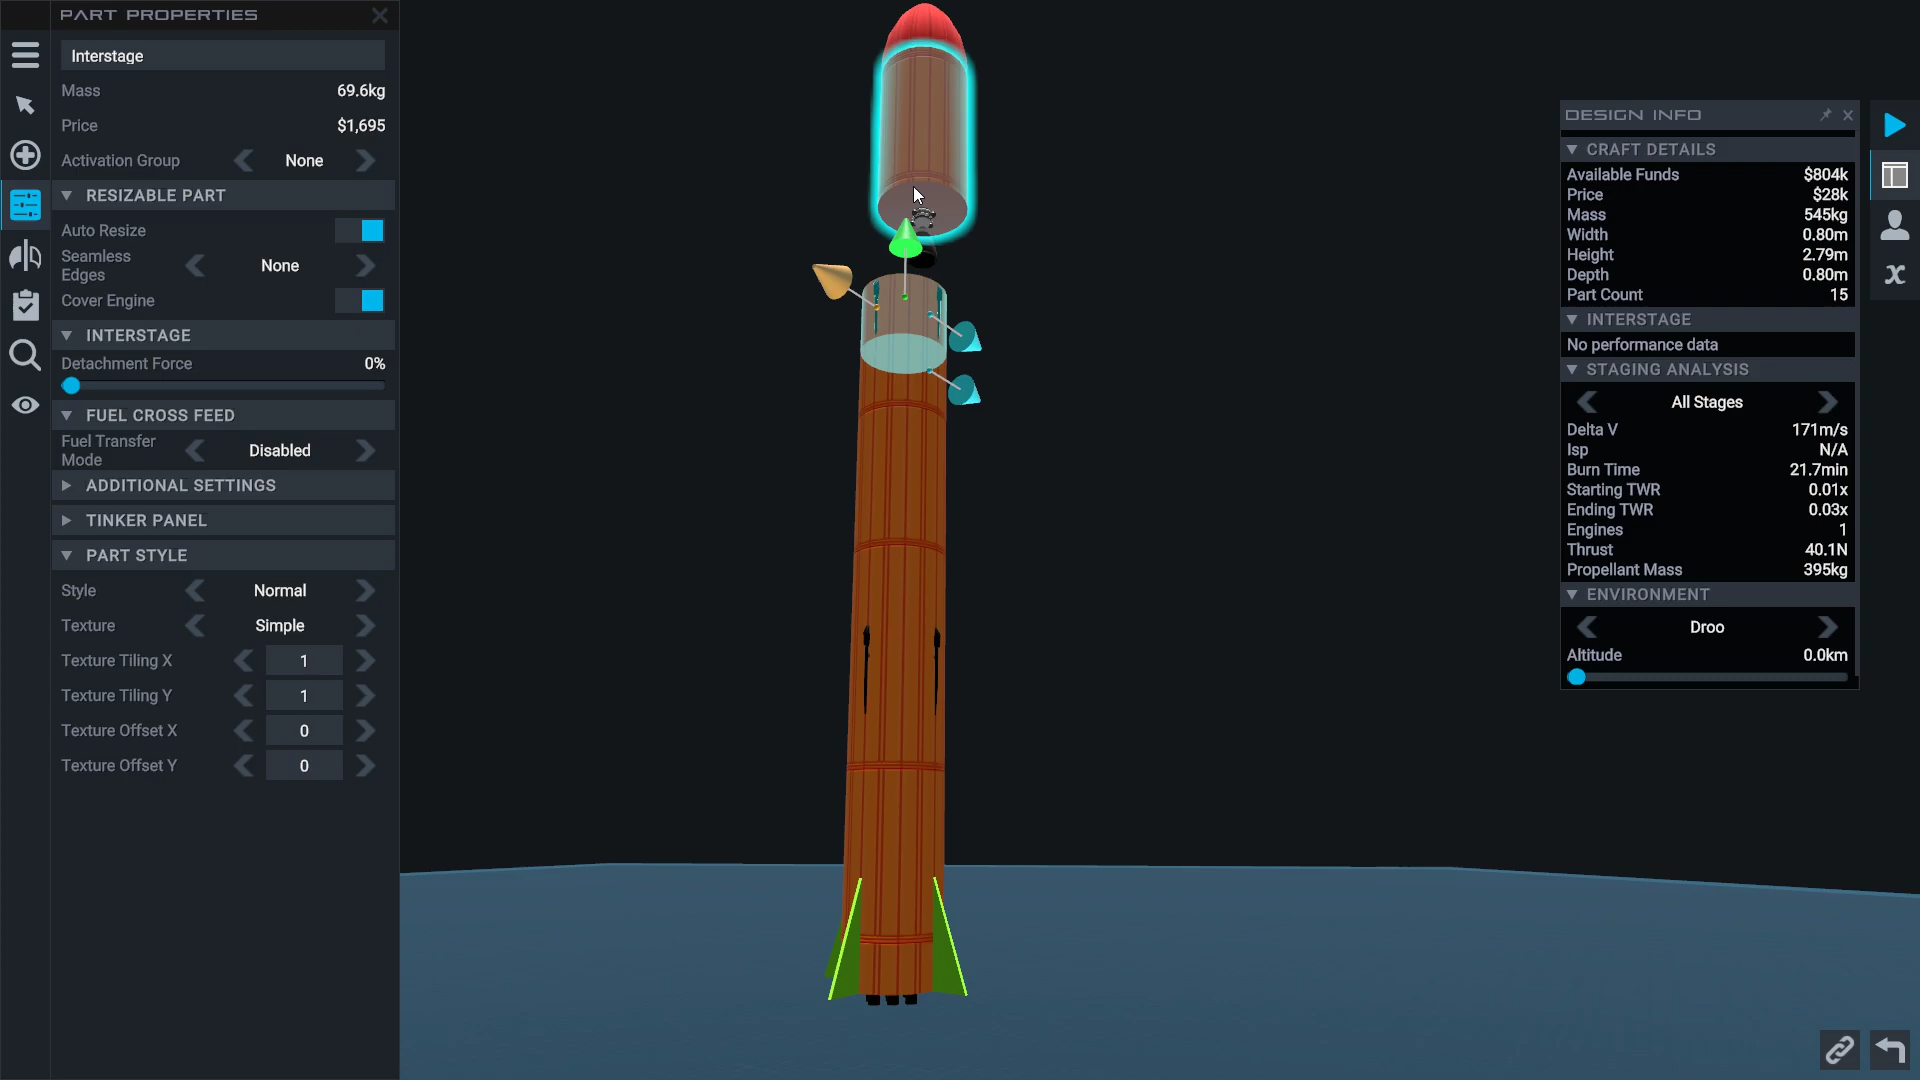 PART PROPERTIES
Interstage
Mass 69.6kg
Price $1,695
Activation Group None
RESIZABLE PART
Auto Resize
Seamless Edges None
Cover Engine
INTERSTAGE
Detachment Force 0%
FUEL CROSS FEED
Fuel Transfer Mode Disabled
ADDITIONAL SETTINGS
TINKER PANEL
PART STYLE
Style Normal
Texture Simple
Texture Tiling X 1
Texture Tiling Y 1
Texture Offset X 0
Texture Offset Y 0
DESIGN INFO
CRAFT DETAILS
Available Funds $804k
Price $28k
Mass 545kg
Width 0.80m
Height 2.79m
Depth 0.80m
Part Count 15
INTERSTAGE
No performance data
STAGING ANALYSIS
All Stages
Delta V 171m/s
Isp N/A
Burn Time 21.7min
Starting TWR 0.01x
Ending TWR 0.03x
Engines 1
Thrust 40.1N
Propellant Mass 395kg
ENVIRONMENT
Droo
Altitude 0.0km
x